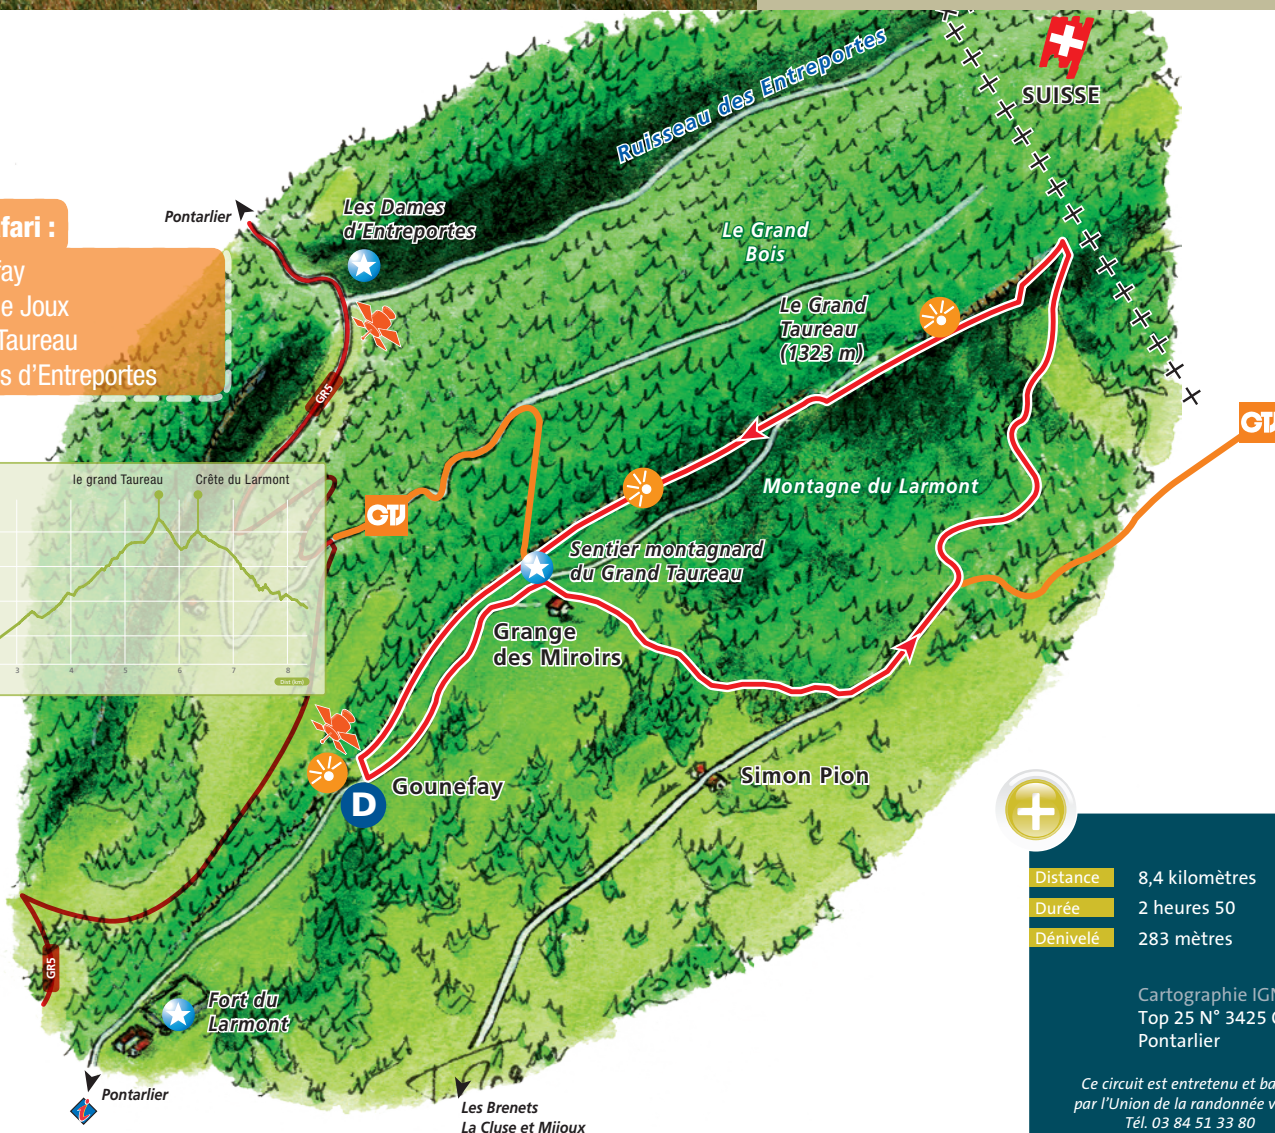 SUISSE
Ruisseau des Entreportes
Pontarlier
Les Dames
d'Entreportes
Le Grand
Bois
Le Grand
Taureau
(1323 m)
GR5
GTJ
GTJ
le grand Taureau
Crête du Larmont
3 4 5 6 7 8
Dist (km)
Montagne du Larmont
Sentier montagnard
du Grand Taureau
Grange
des Miroirs
Simon Pion
Gounefay
D
GR5
Fort du
Larmont
Pontarlier
i
Les Brenets
La Cluse et Mijoux
Taureau
d'Entreportes
Joux
Distance 8,4 kilomètres
Durée 2 heures 50
Dénivelé 283 mètres
Cartographie IGN
Top 25 N° 3425
Pontarlier
Ce circuit est entretenu et
par l'Union de la randonnée
Tél. 03 84 51 33 80